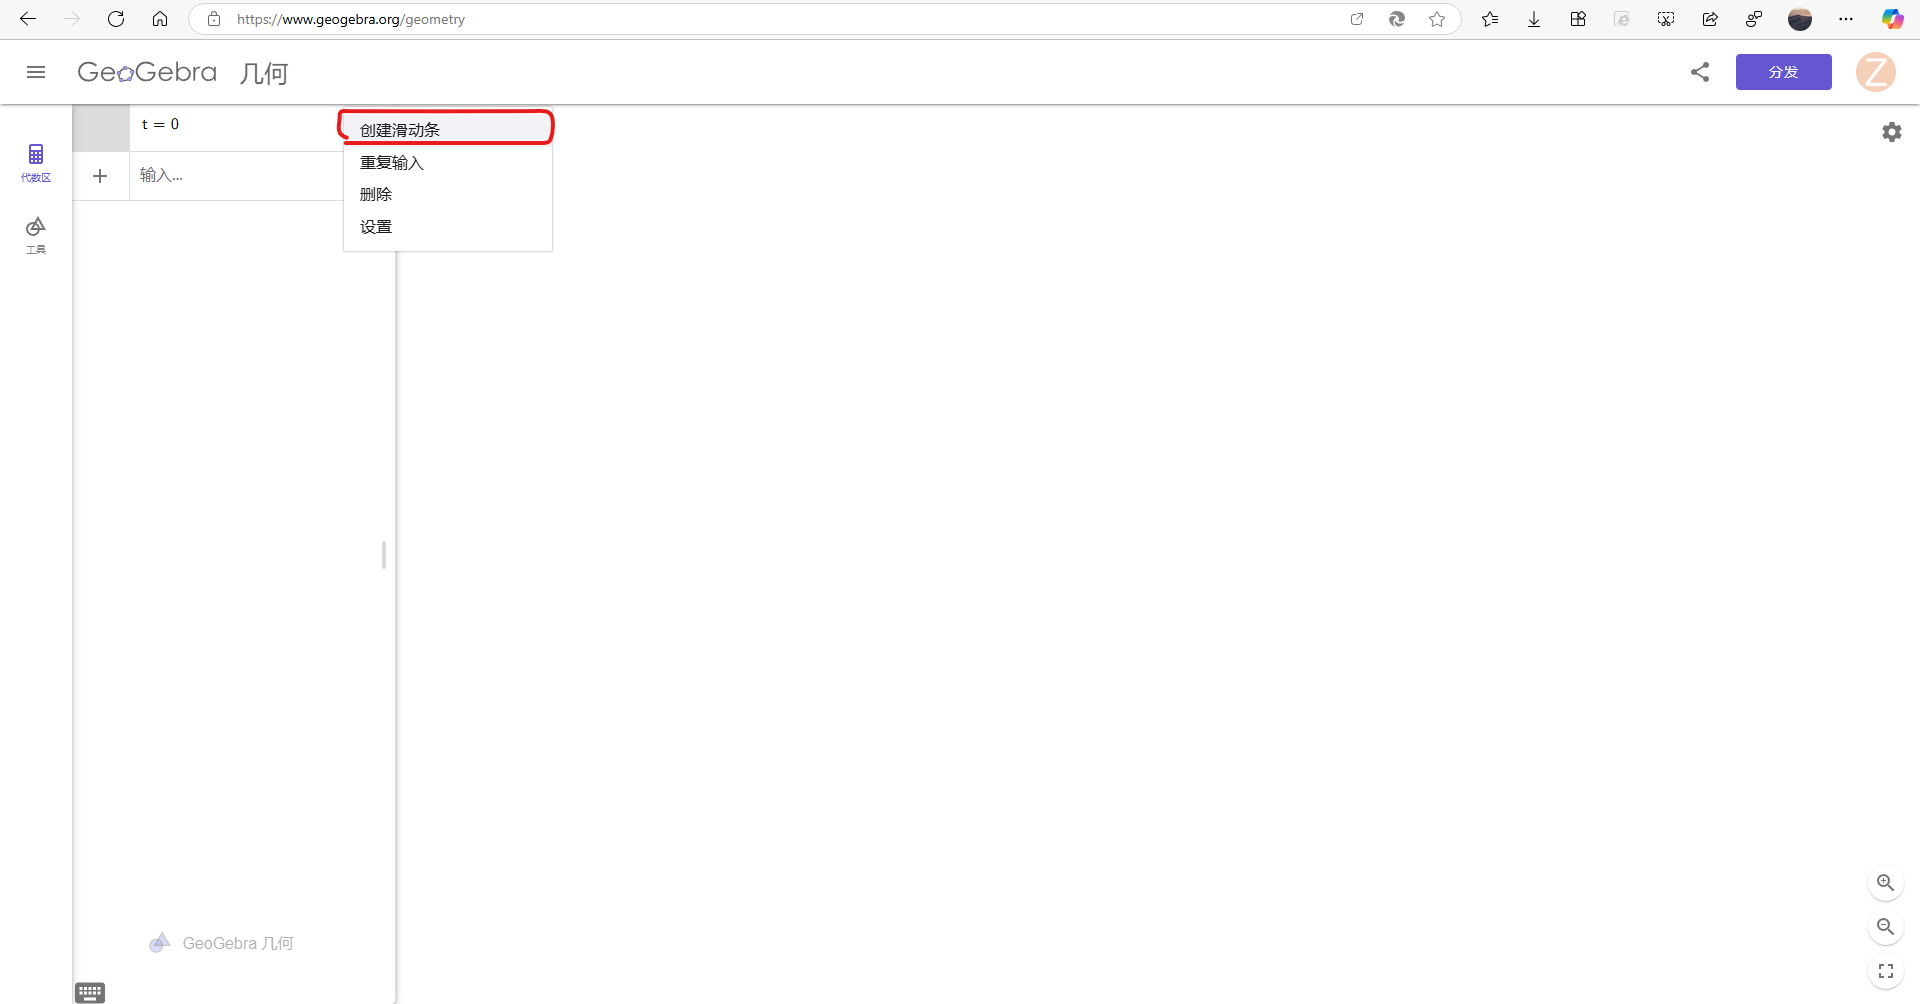 https://www.geogebra.org/geometry
GeoGebra 几何
分发
Z
t = 0
创建滑动条
代数区
输入...
重复输入
删除
设置
工具
GeoGebra 几何